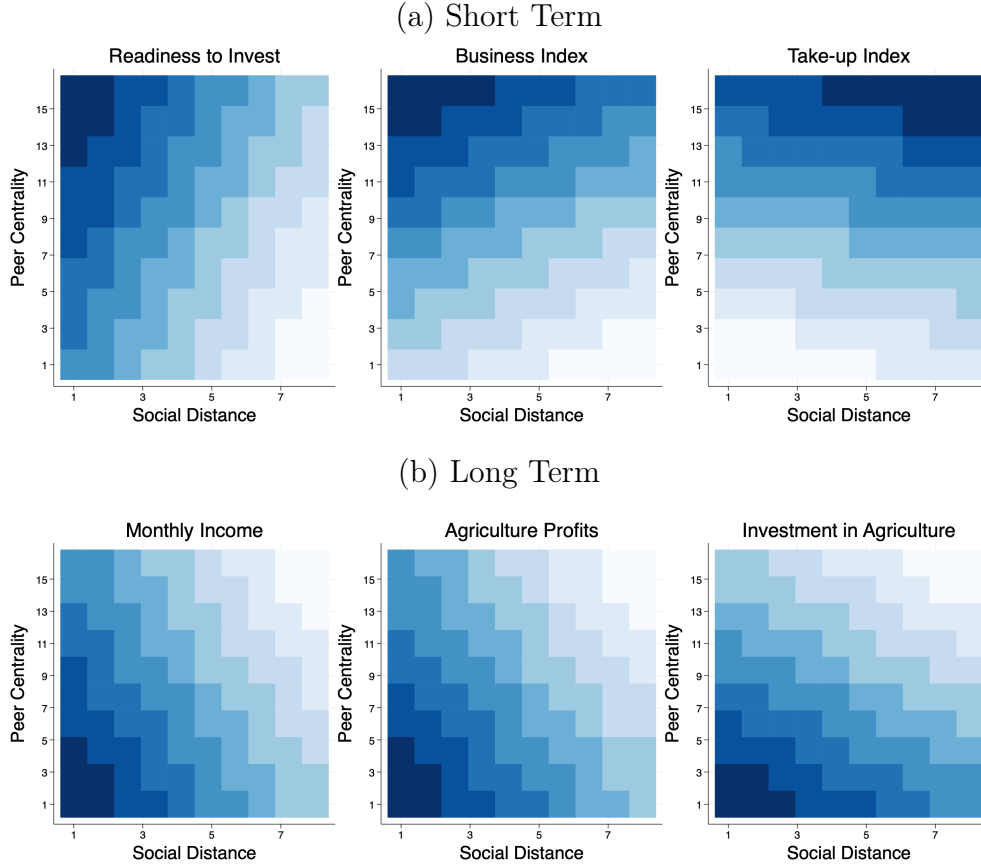 (a) Short Term
Readiness to Invest
Peer Centrality
15
13
11
9
7
5
3
1
1 3 5 7
Social Distance
Business Index
Peer Centrality
15
13
11
9
7
5
3
1
1 3 5 7
Social Distance
Take-up Index
Peer Centrality
15
13
11
9
7
5
3
1
1 3 5 7
Social Distance
(b) Long Term
Monthly Income
Peer Centrality
15
13
11
9
7
5
3
1
1 3 5 7
Social Distance
Agriculture Profits
Peer Centrality
15
13
11
9
7
5
3
1
1 3 5 7
Social Distance
Investment in Agriculture
Peer Centrality
15
13
11
9
7
5
3
1
1 3 5 7
Social Distance